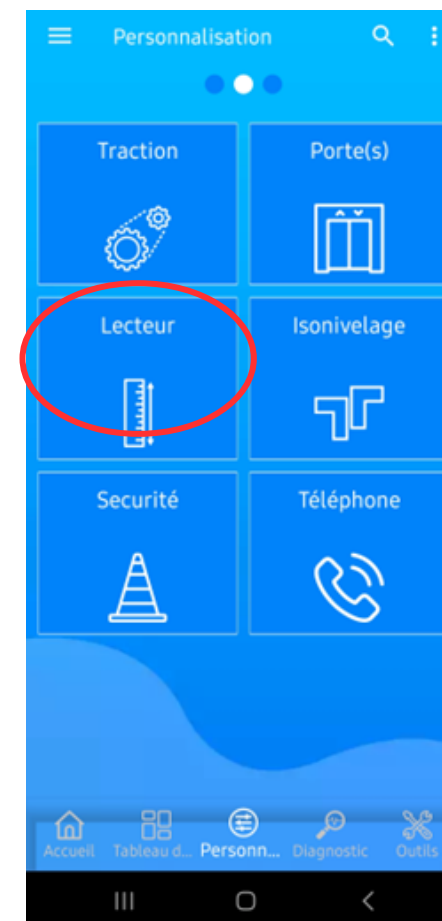 Personnalisation
Traction
Porte(s)
Lecteur
Isonivelage
Securité
Téléphone
Accueil
Tableau d...
Personn...
Diagnostic
Outils